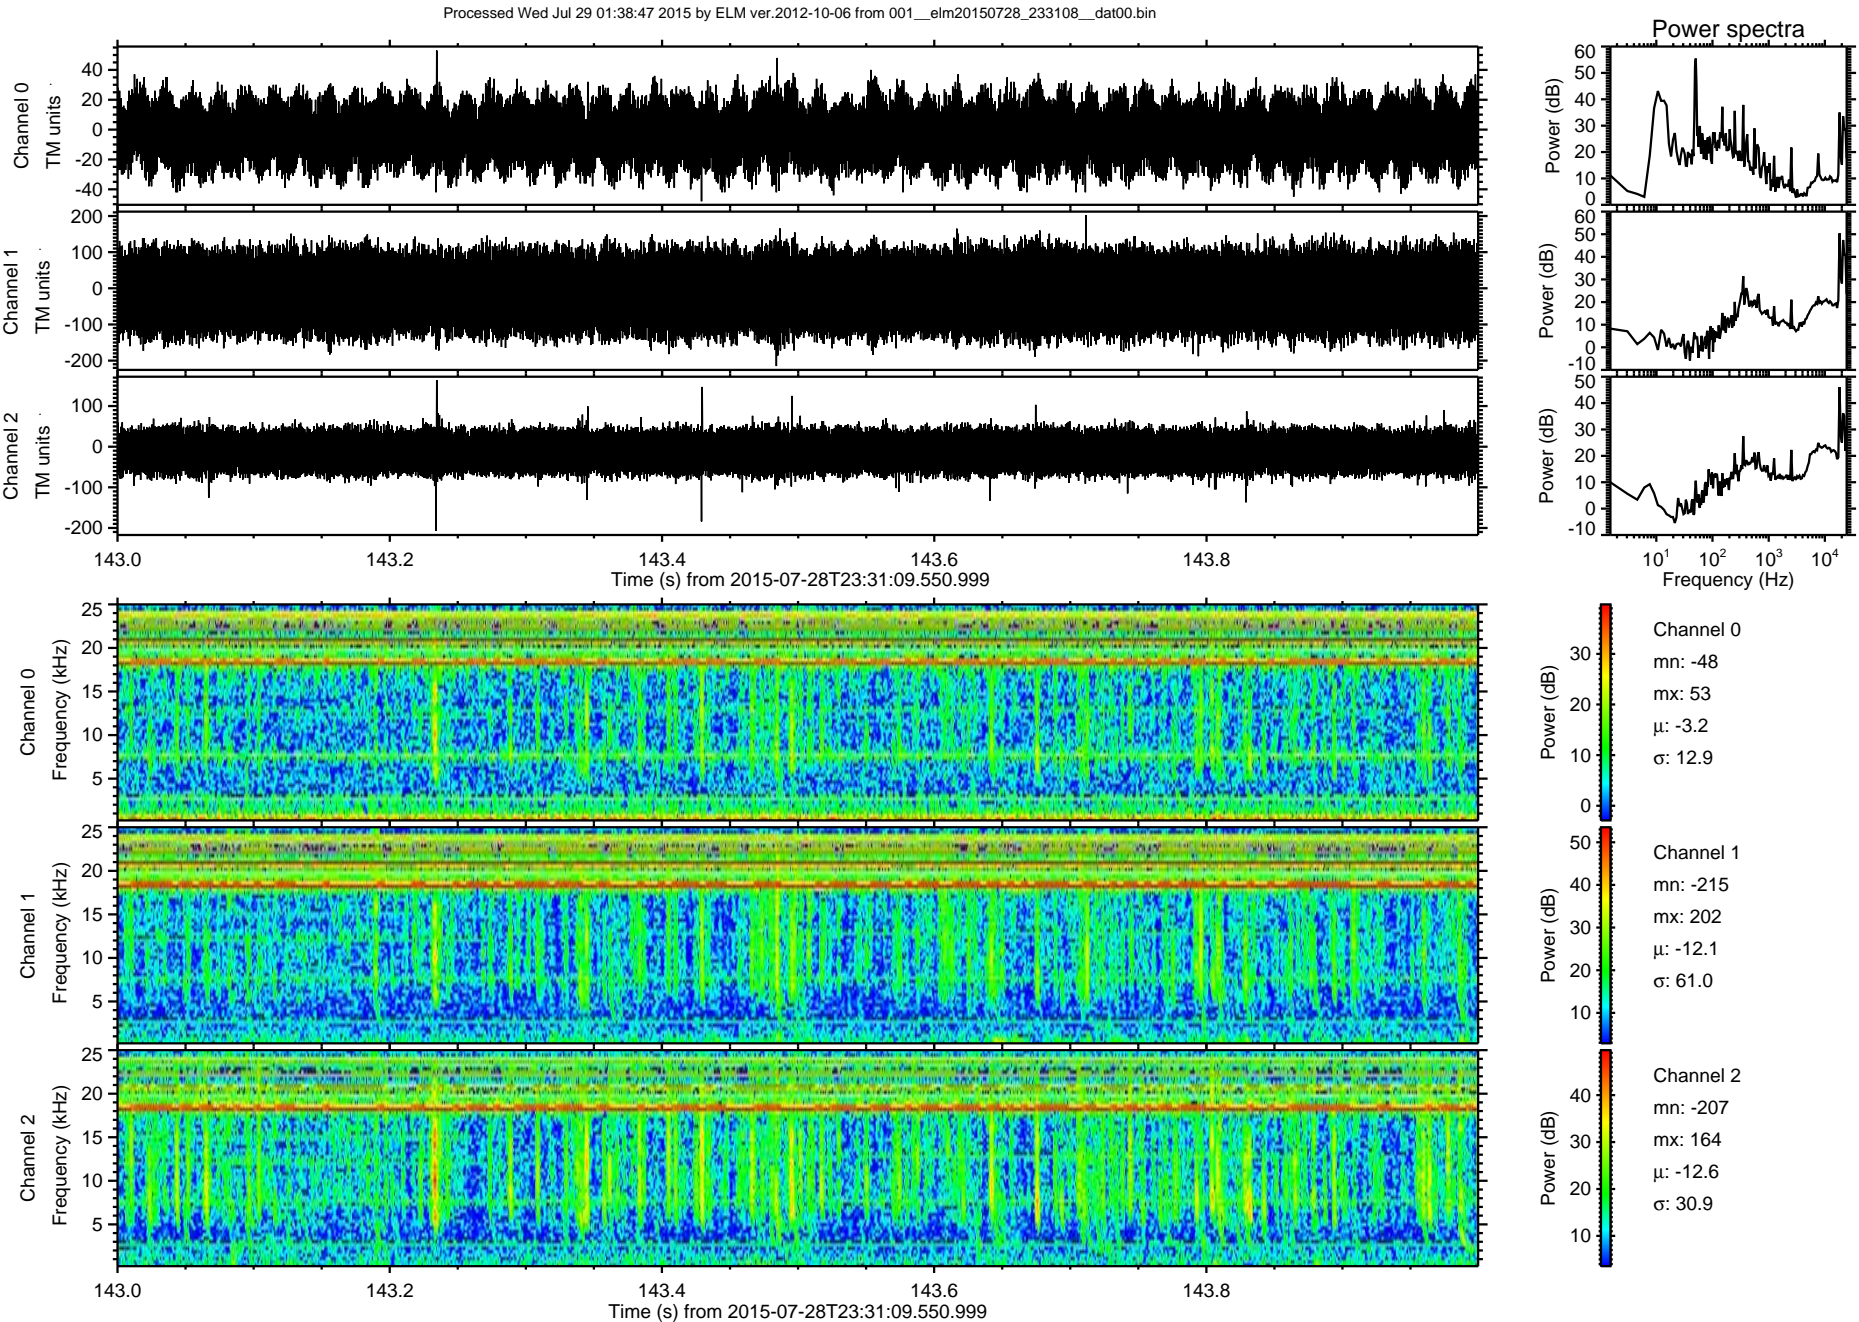 Processed Wed Jul 29 01:38:47 2015 by ELM ver.2012-10-06 from 001__elm20150728_233108__dat00.bin
Power spectra
Channel 0
TM units
40
20
0
-20
-40
Power (dB)
60
50
40
30
20
10
0
Channel 1
TM units
200
100
0
-100
-200
Power (dB)
60
50
40
30
20
10
0
-10
Channel 2
TM units
100
0
-100
-200
Power (dB)
50
40
30
20
10
0
-10
143.0 143.2 143.4 143.6 143.8
Time (s) from 2015-07-28T23:31:09.550.999
10¹ 10² 10³ 10⁴
Frequency (Hz)
Channel 0
Frequency (kHz)
25
20
15
10
5
Power (dB)
30
20
10
0
Channel 0
mn: -48
mx: 53
μ: -3.2
σ: 12.9
Channel 1
Frequency (kHz)
25
20
15
10
5
Power (dB)
50
40
30
20
10
Channel 1
mn: -215
mx: 202
μ: -12.1
σ: 61.0
Channel 2
Frequency (kHz)
25
20
15
10
5
Power (dB)
40
30
20
10
Channel 2
mn: -207
mx: 164
μ: -12.6
σ: 30.9
143.0 143.2 143.4 143.6 143.8
Time (s) from 2015-07-28T23:31:09.550.999